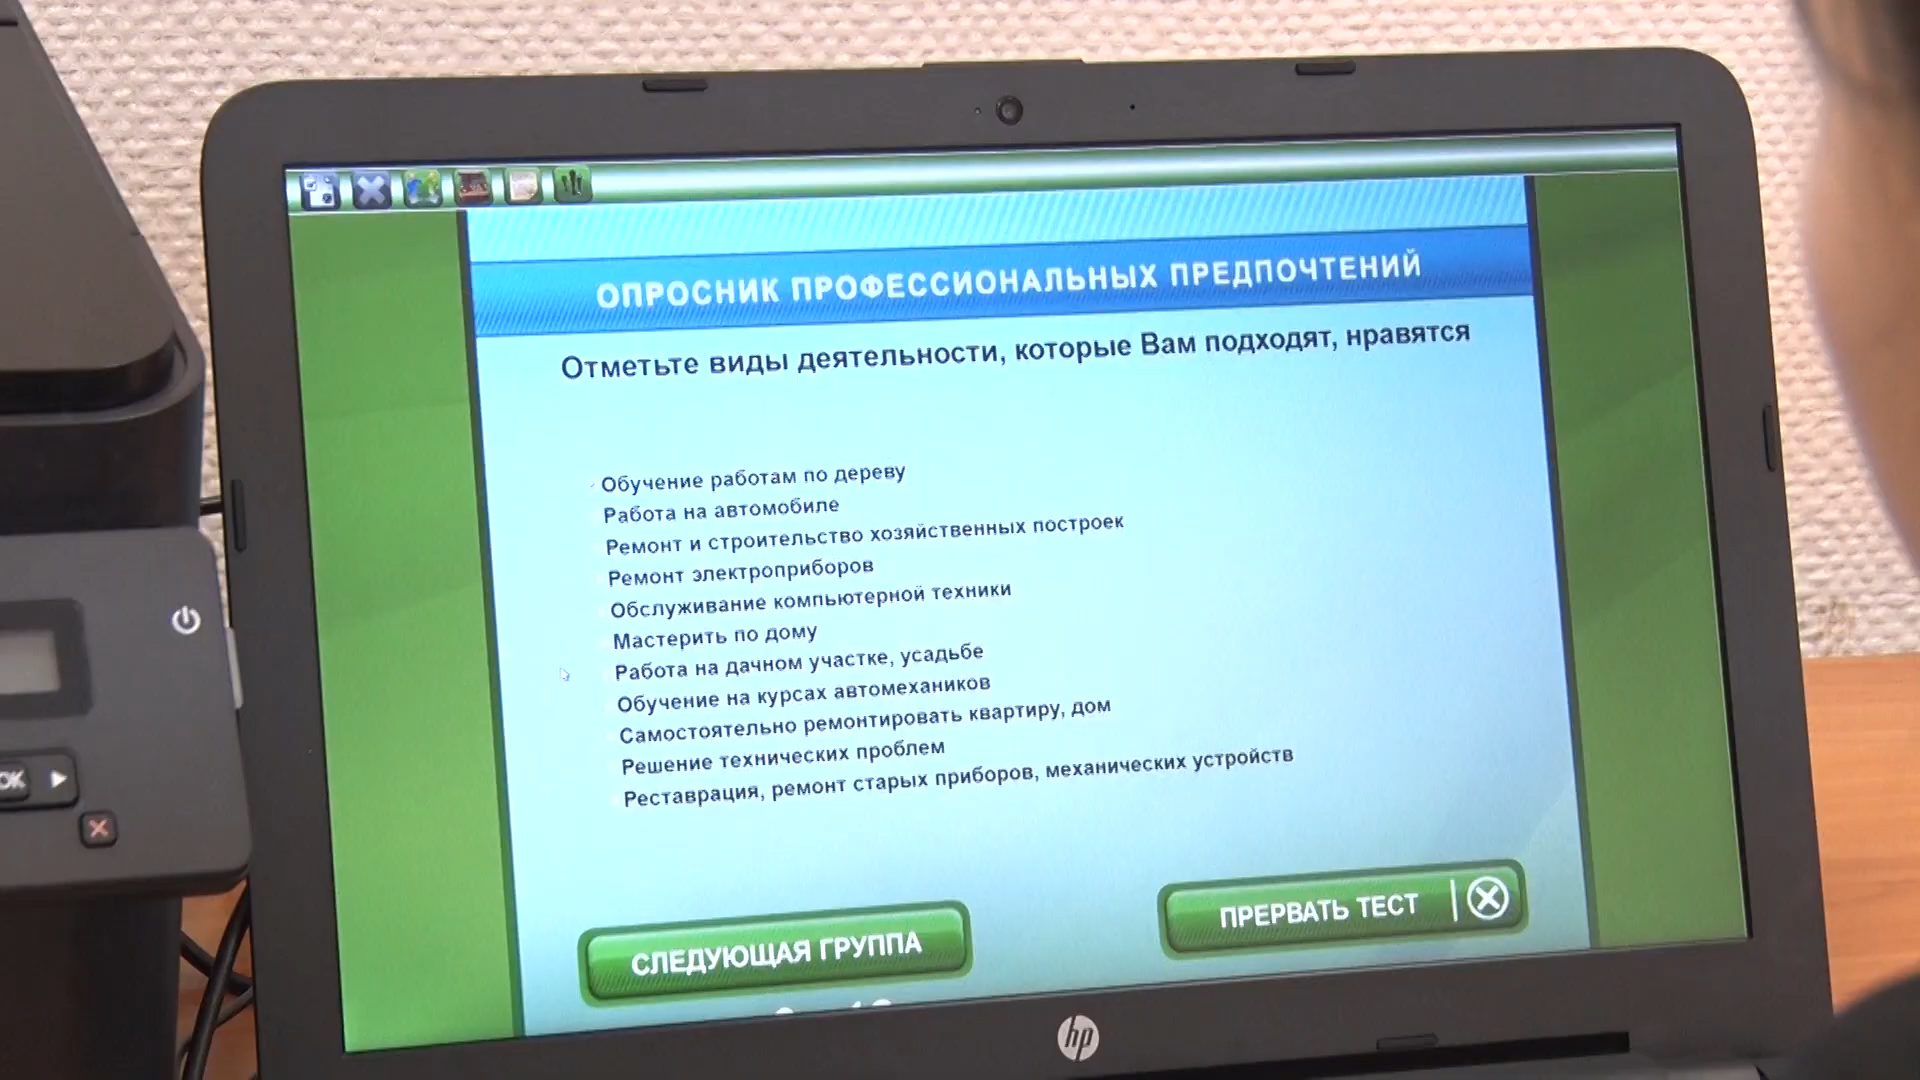 ОПРОСНИК ПРОФЕССИОНАЛЬНЫХ ПРЕДПОЧТЕНИЙ
Отметьте виды деятельности, которые Вам подходят, нравятся
Обучение работам по дереву
Работа на автомобиле
Ремонт и строительство хозяйственных построек
Ремонт электроприборов
Обслуживание компьютерной техники
Мастерить по дому
Работа на дачном участке, усадьбе
Обучение на курсах автомехаников
Самостоятельно ремонтировать квартиру, дом
Решение технических проблем
Реставрация, ремонт старых приборов, механических устройств
СЛЕДУЮЩАЯ ГРУППА
ПРЕРВАТЬ ТЕСТ
OK
hp